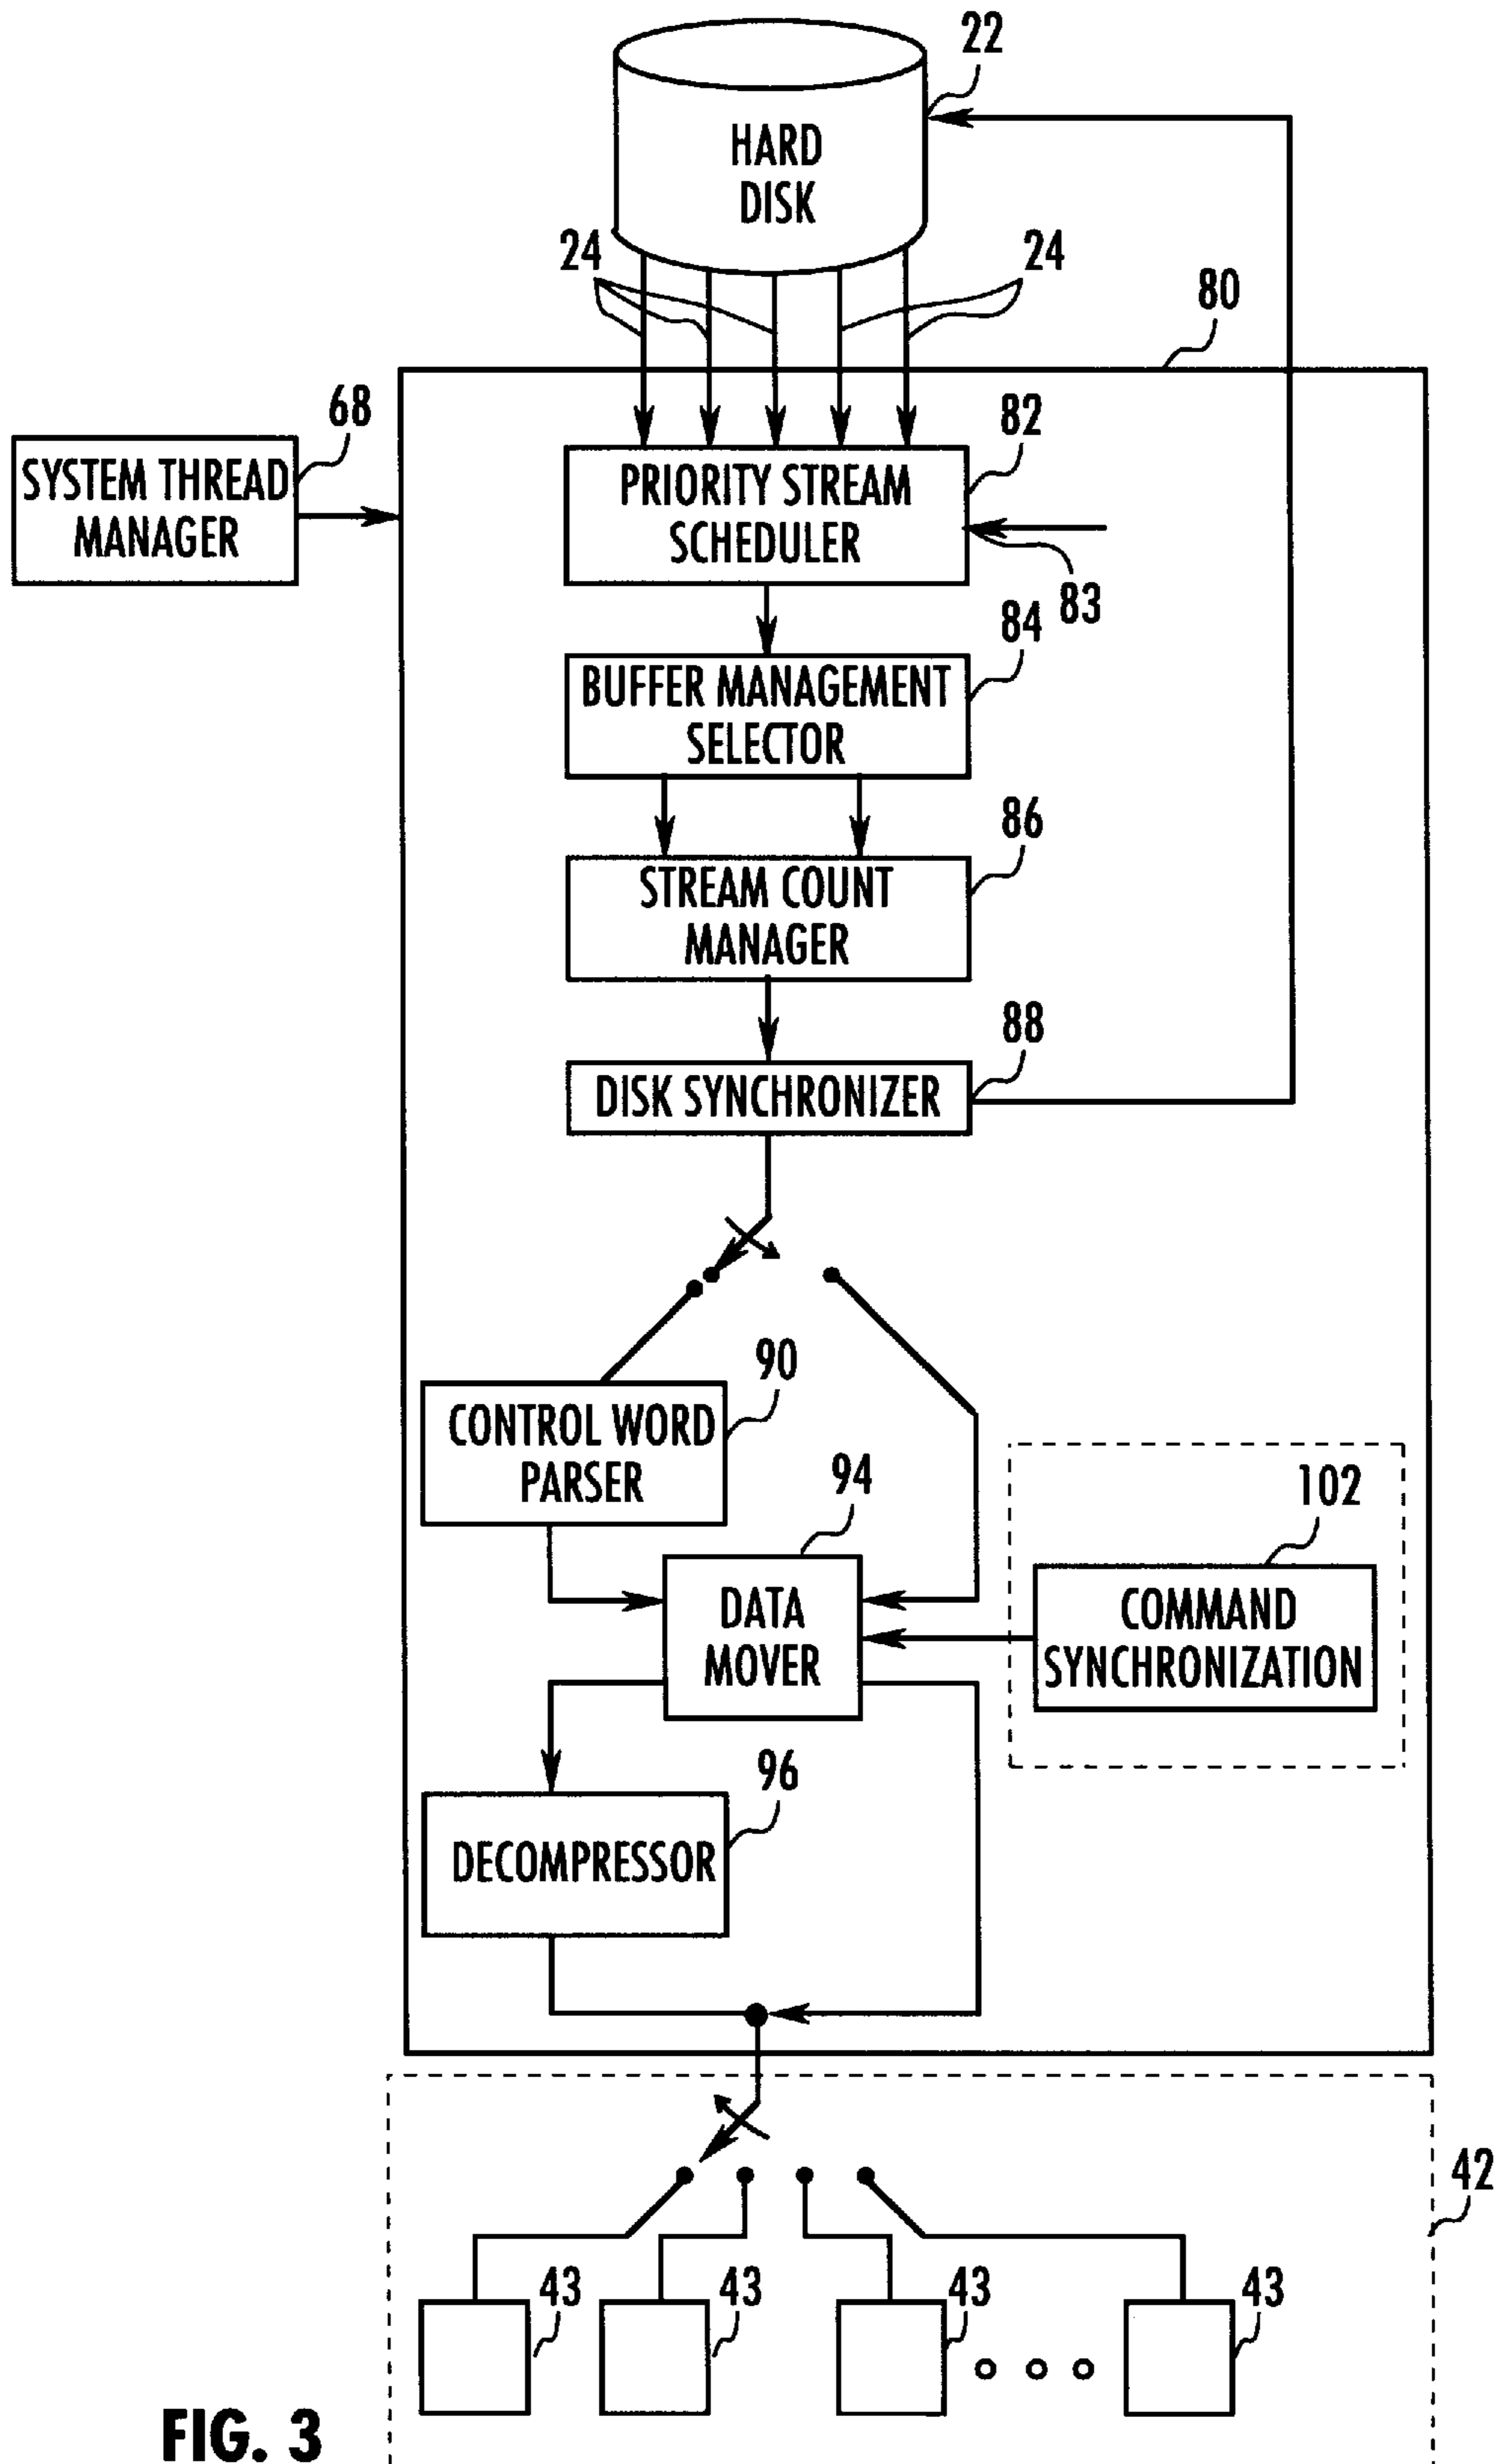 22
HARD
DISK
24
24
80
68
SYSTEM THREAD
MANAGER
82
PRIORITY STREAM
SCHEDULER
83
84
BUFFER MANAGEMENT
SELECTOR
86
STREAM COUNT
MANAGER
88
DISK SYNCHRONIZER
90
CONTROL WORD
PARSER
94
DATA
MOVER
102
COMMAND
SYNCHRONIZATION
96
DECOMPRESSOR
42
43
43
43
43
FIG. 3